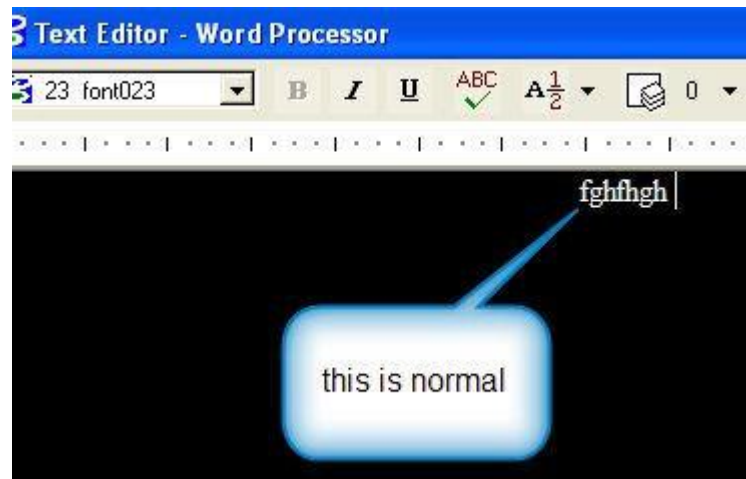 Text Editor - Word Processor
23 font023 B I U ABC A½ 0
fghfhgh
this is normal